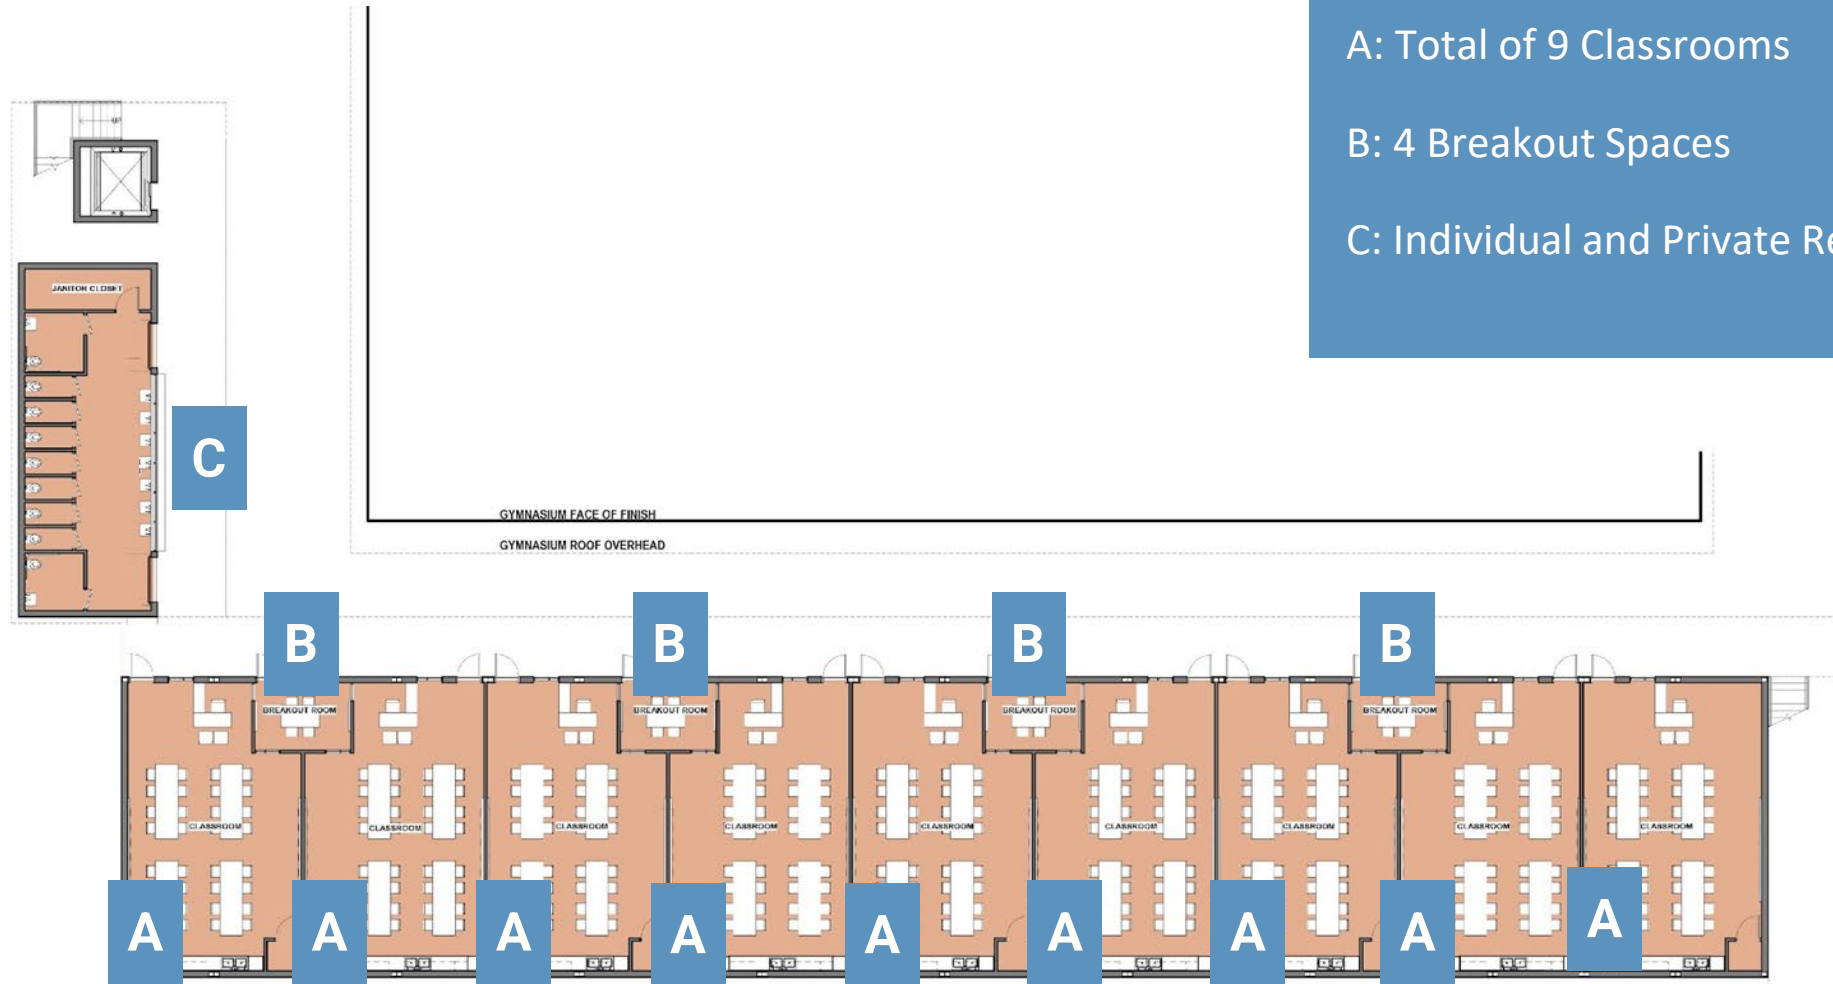 A: Total of 9 Classrooms
B: 4 Breakout Spaces
C: Individual and Private Re
UP
JANITOR CLOSET
C
GYMNASIUM FACE OF FINISH
GYMNASIUM ROOF OVERHEAD
B B B B
BREAKOUT ROOM BREAKOUT ROOM BREAKOUT ROOM BREAKOUT ROOM
CLASSROOM CLASSROOM CLASSROOM CLASSROOM CLASSROOM CLASSROOM CLASSROOM CLASSROOM CLASSROOM
A A A A A A A A A